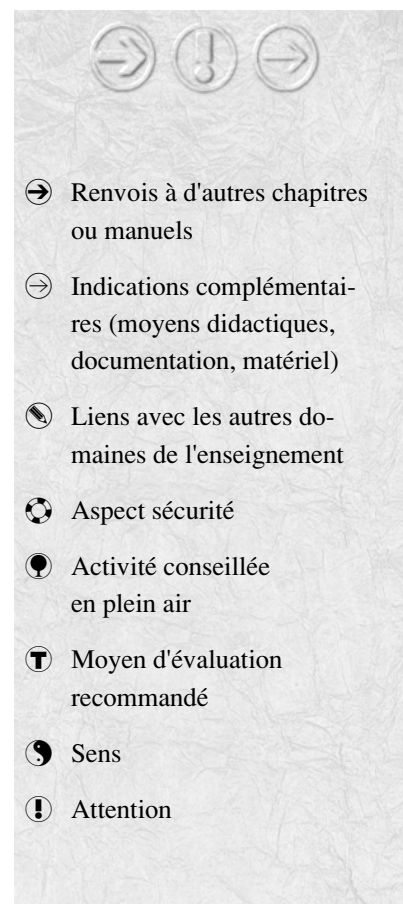 Renvois à d'autres chapitres
ou manuels
Indications complémentai-
res (moyens didactiques,
documentation, matériel)
Liens avec les autres do-
maines de l'enseignement
Aspect sécurité
Activité conseillée
en plein air
T Moyen d'évaluation
recommandé
Sens
! Attention